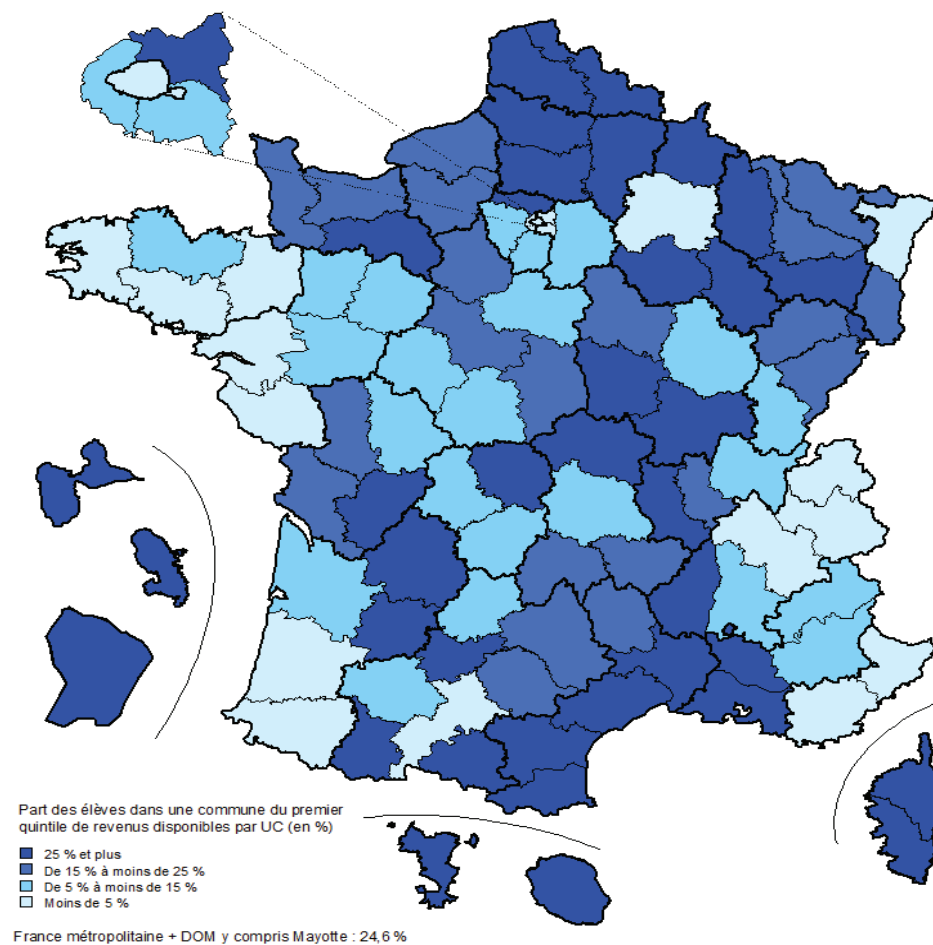 Part des élèves dans une commune du premier
quintile de revenus disponibles par UC (en %)
25 % et plus
De 15 % à moins de 25 %
De 5 % à moins de 15 %
Moins de 5 %
France métropolitaine + DOM y compris Mayotte : 24,6 %